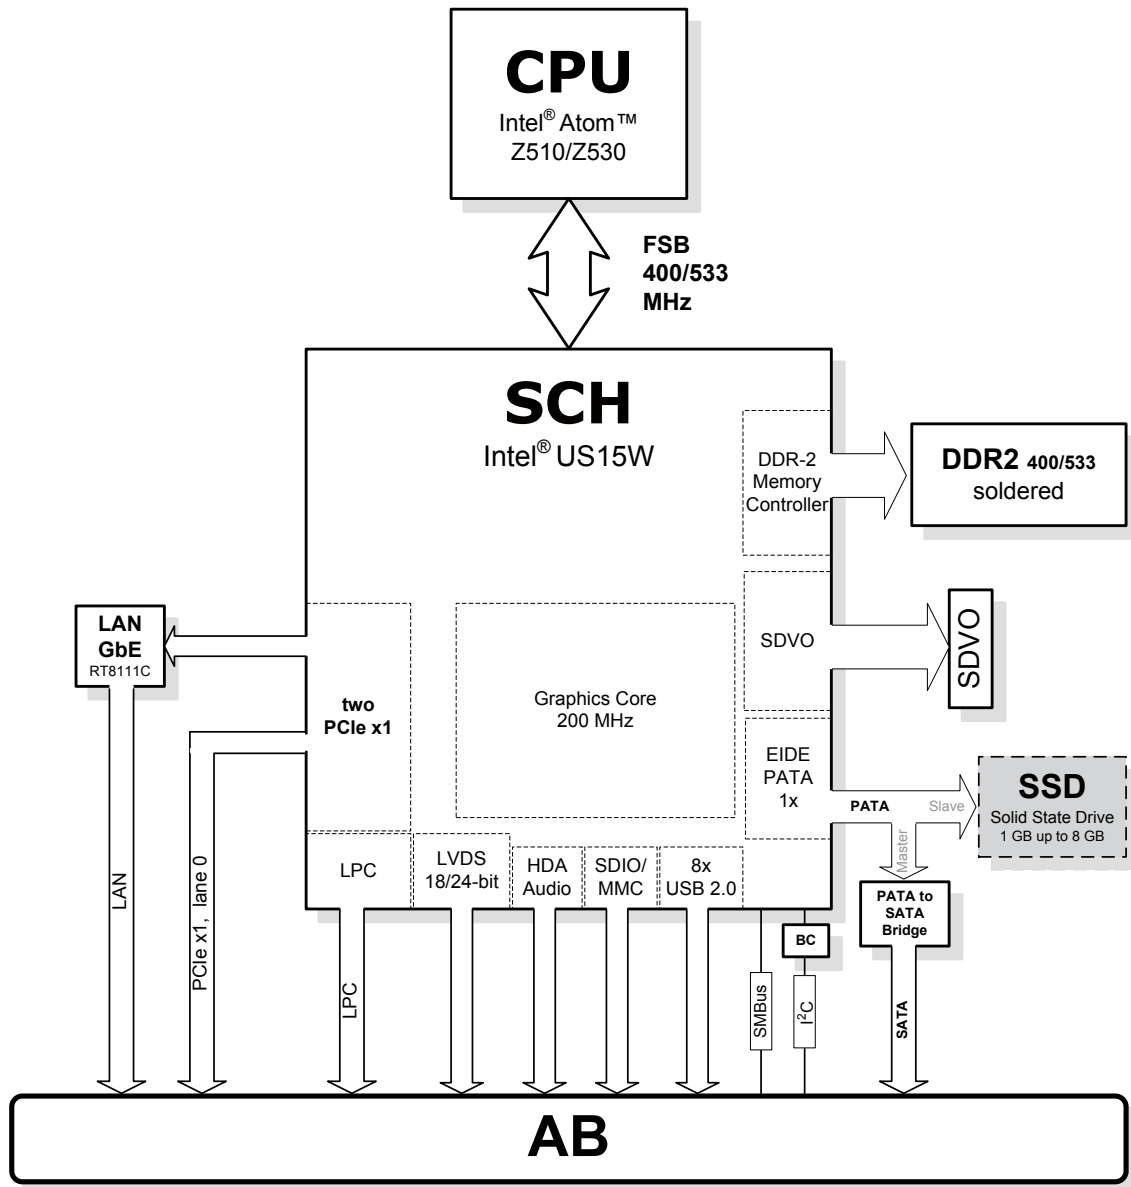 CPU
Intel® Atom™
Z510/Z530
FSB
400/533
MHz
SCH
Intel® US15W
DDR-2
Memory
Controller
DDR2 400/533
soldered
SDVO
SDVO
LAN
GbE
RT8111C
two
PCIe x1
Graphics Core
200 MHz
EIDE
PATA
1x
PATA
Slave
Master
SSD
Solid State Drive
1 GB up to 8 GB
LPC
LVDS
18/24-bit
HDA
Audio
SDIO/
MMC
8x
USB 2.0
PATA to
SATA
Bridge
BC
LAN
PCIe x1, lane 0
LPC
SMBus
I²C
SATA
AB